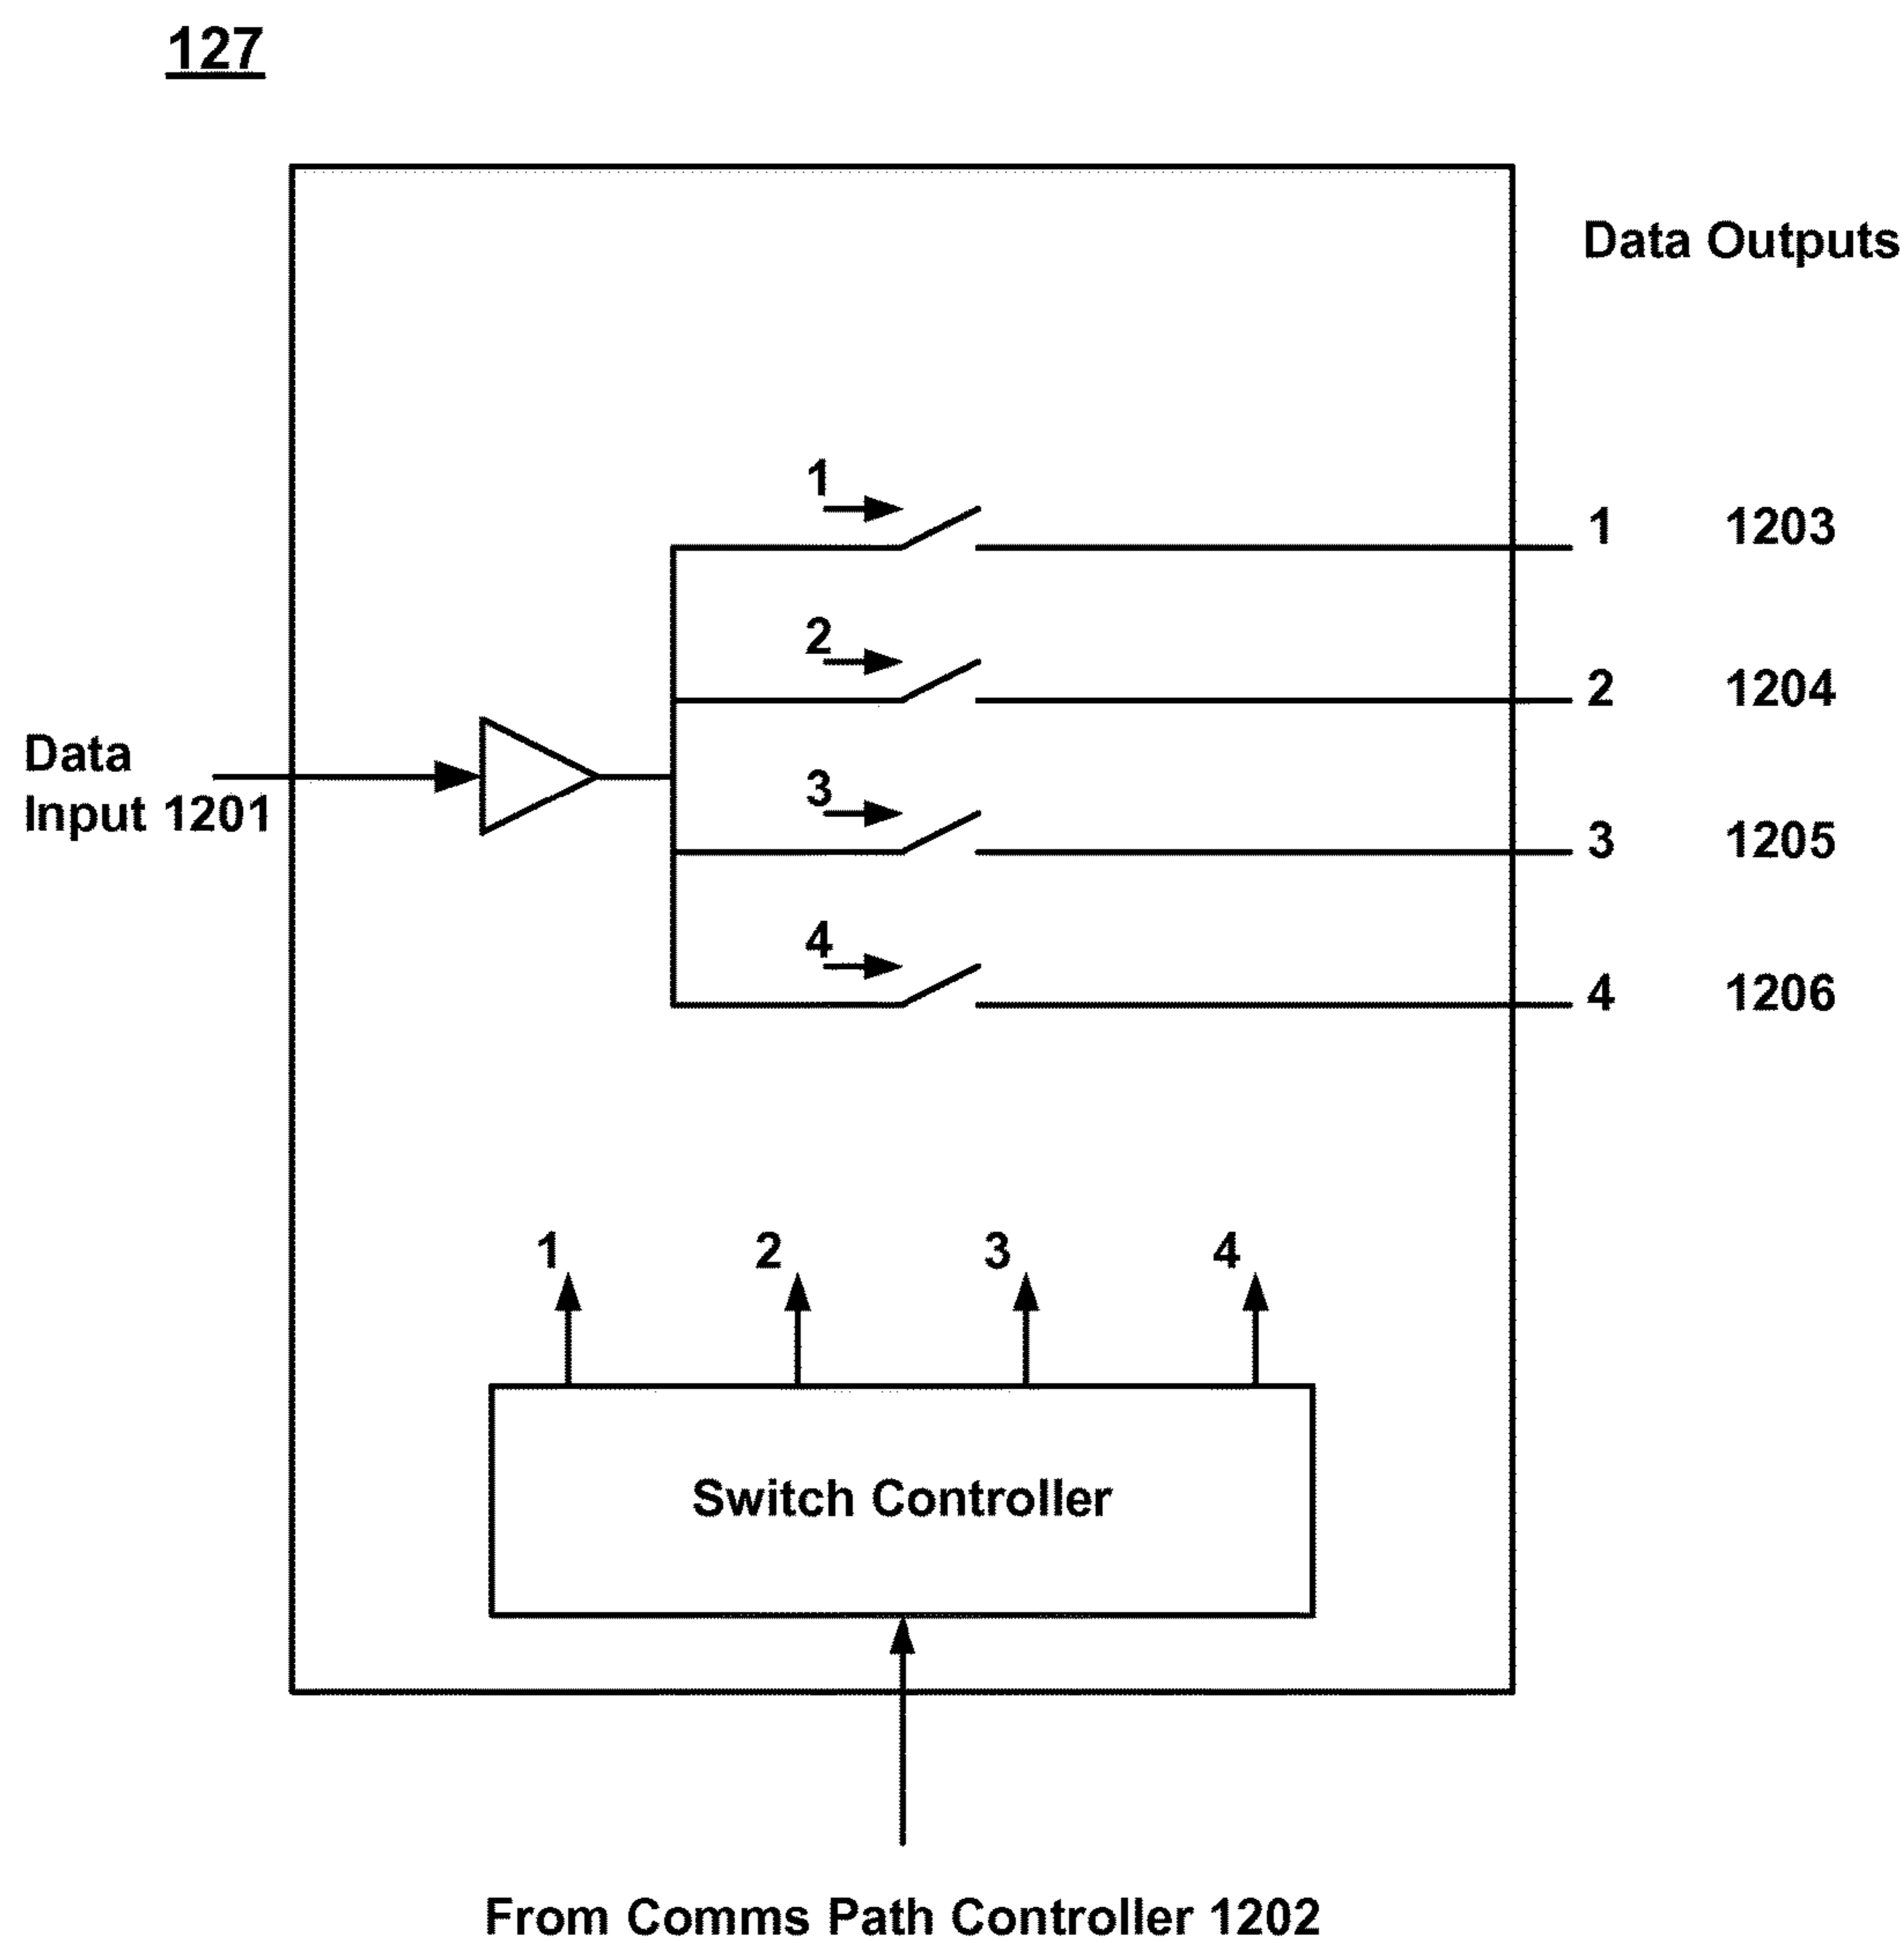 127
Data Outputs
1
1 1203
2
2 1204
Data
Input 1201
3
3 1205
4
4 1206
1 2 3 4
Switch Controller
From Comms Path Controller 1202